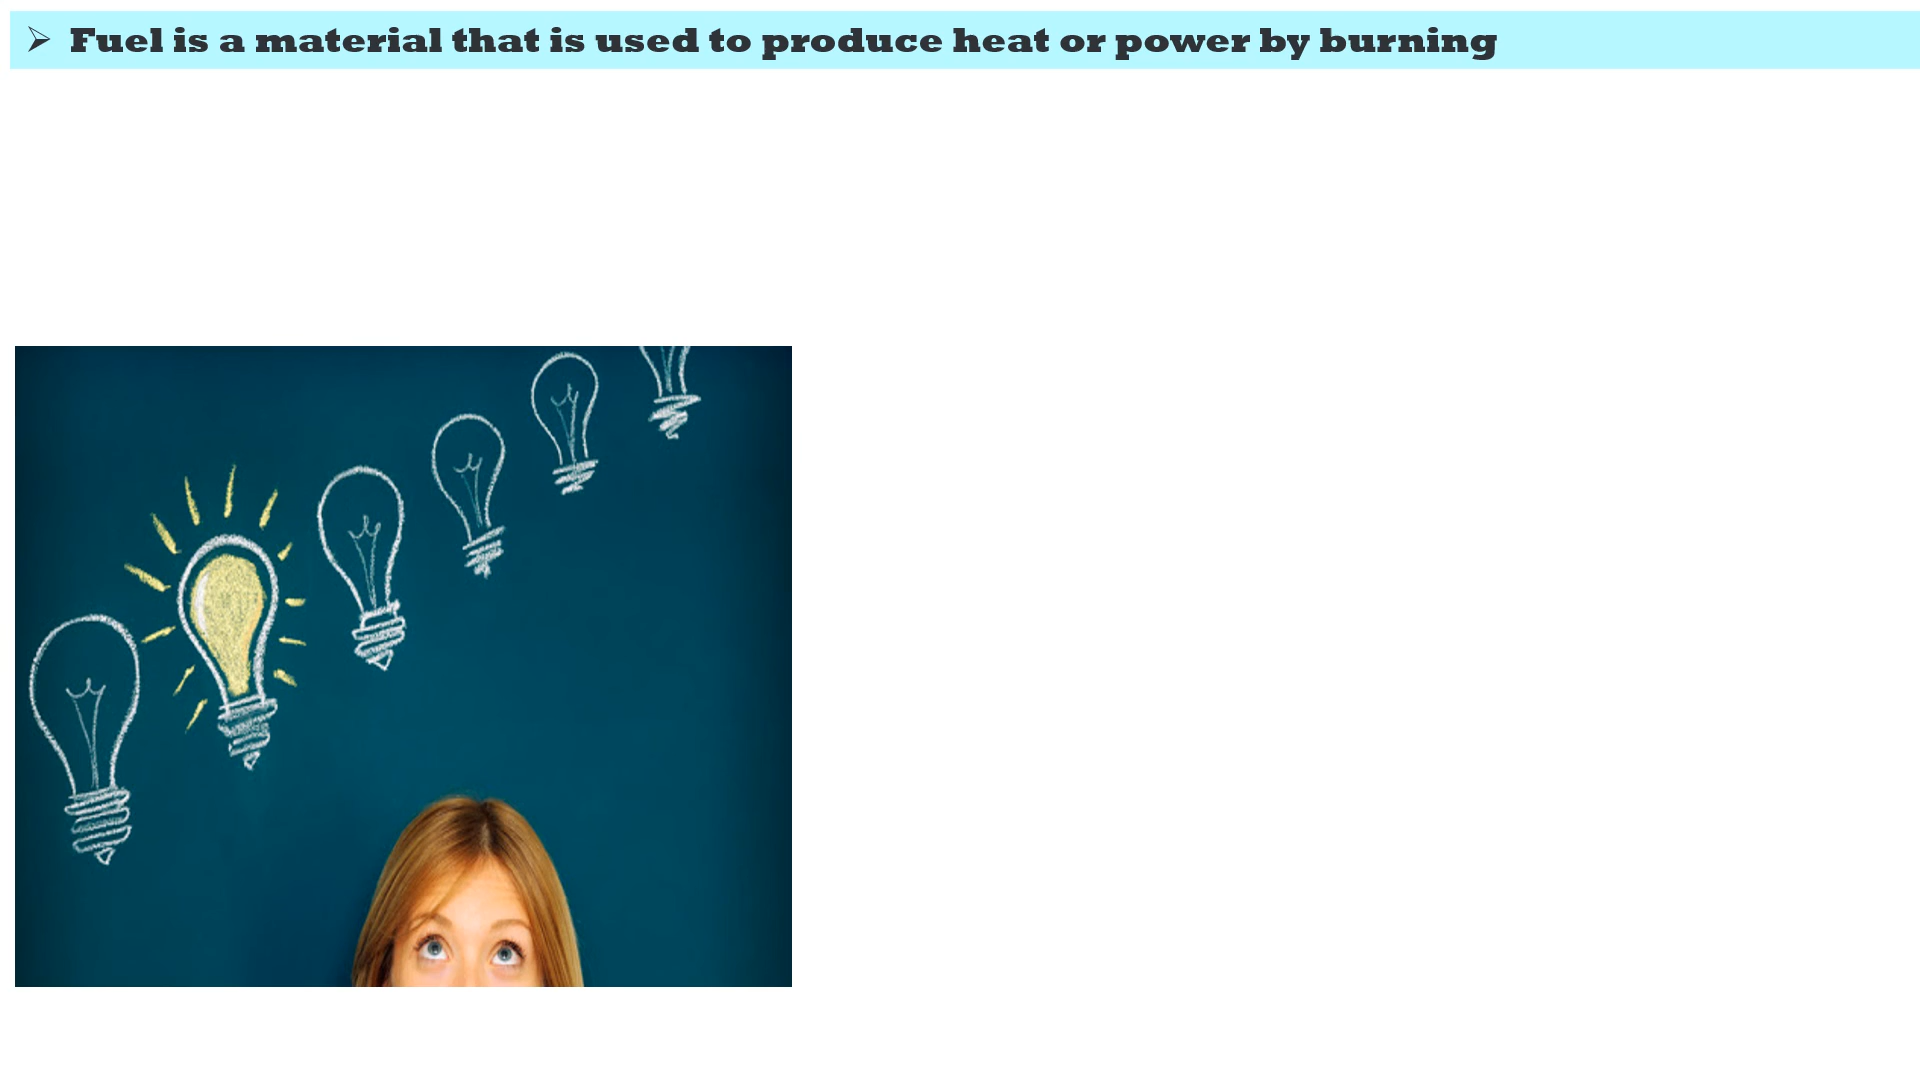 Fuel is a material that is used to produce heat or power by burning